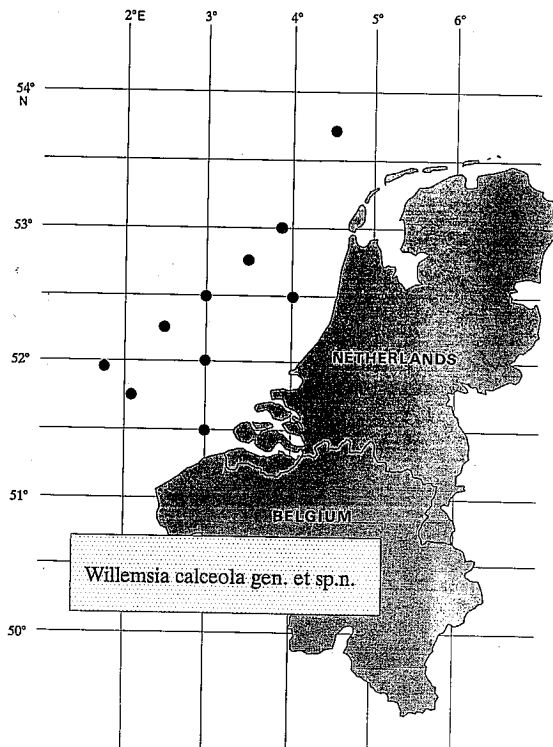 2°E 3° 4° 5° 6°
54°
N
53°
52°
NETHERLANDS
51°
BELGIUM
Willemsia calceola gen. et sp.n.
50°